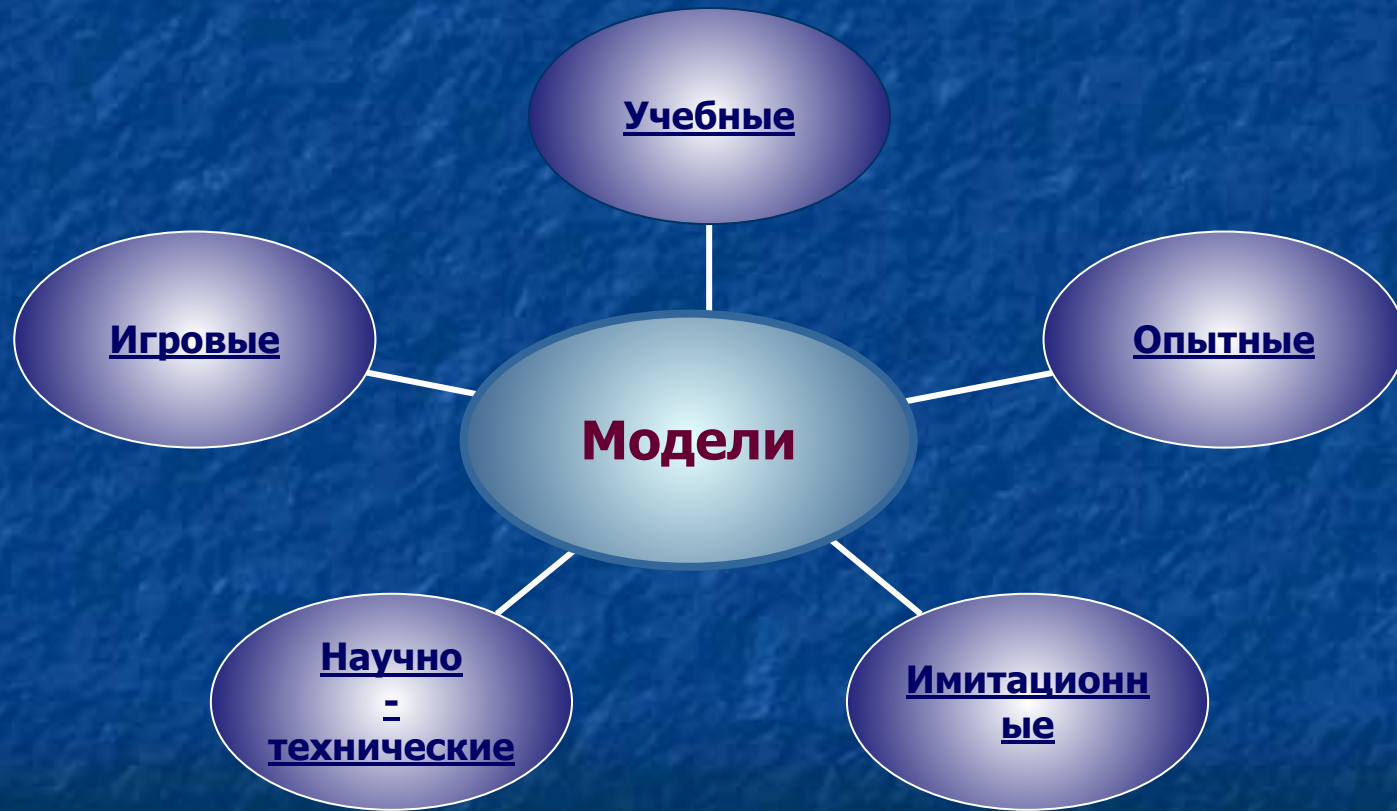 Учебные
Игровые
Опытные
Модели
Научно
-
технические
Имитационн
ые